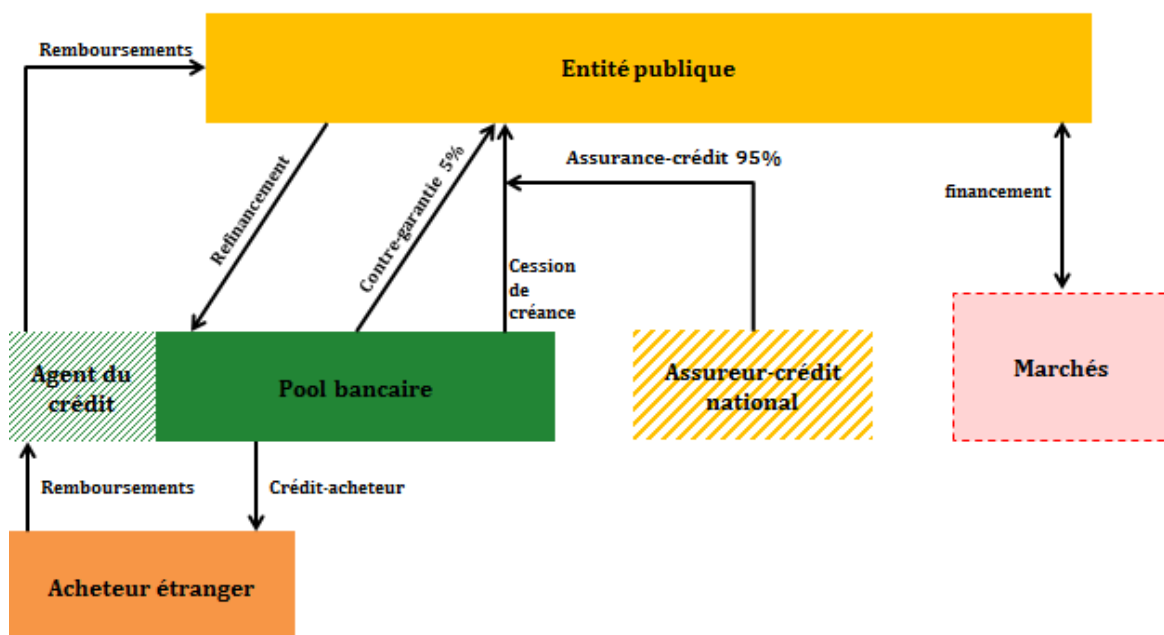 Remboursements
Entité publique
Assurance-crédit 95%
Refinancement
Contre-garantie 5%
financement
Cession
de
créance
Agent du
crédit
Pool bancaire
Assureur-crédit
national
Marchés
Remboursements
Crédit-acheteur
Acheteur étranger